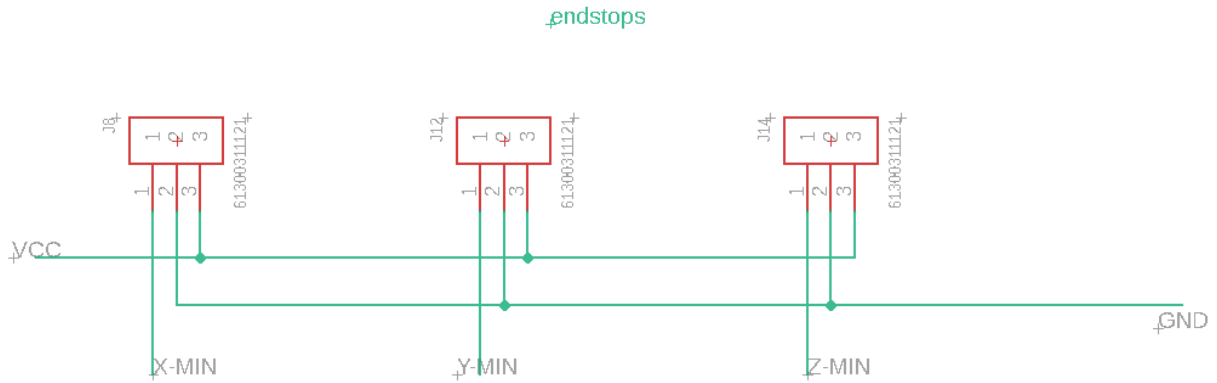 endstops
J8
1 2 3
1 2 3
61300311121
J12
1 2 3
1 2 3
61300311121
J14
1 2 3
1 2 3
61300311121
VCC
GND
X-MIN
Y-MIN
Z-MIN